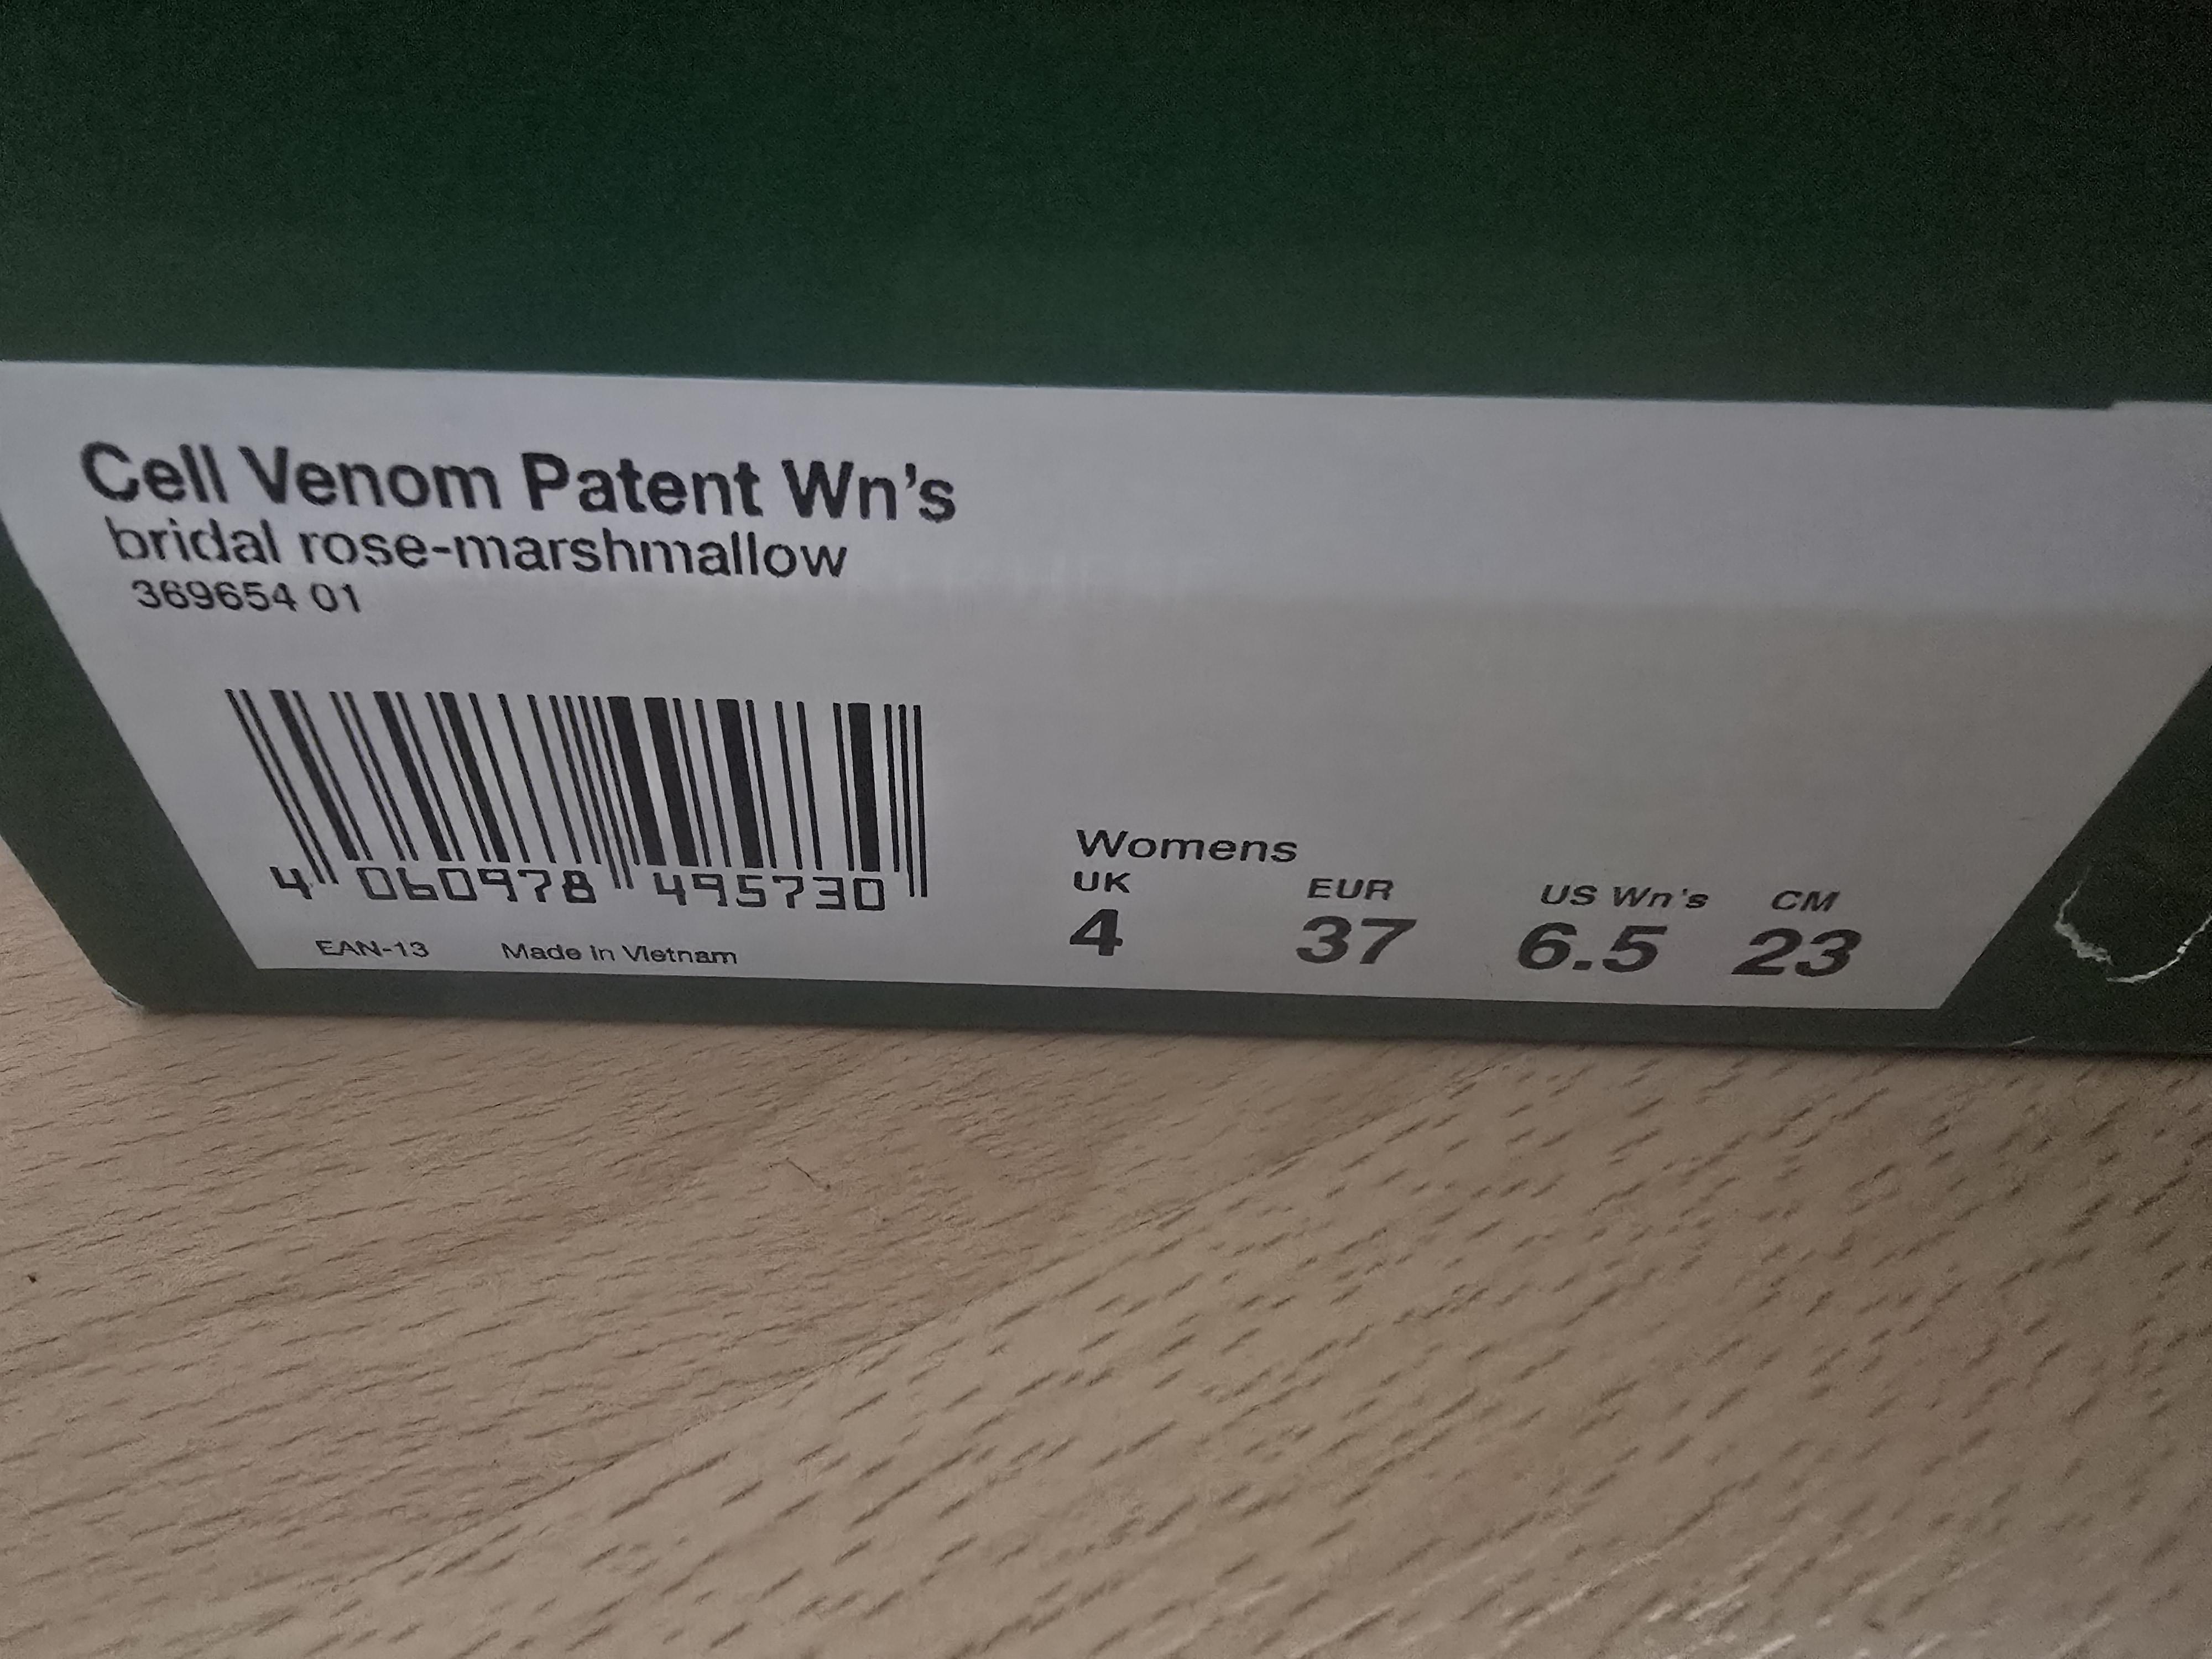 Cell Venom Patent Wn's
bridal rose-marshmallow
369654 01
4 060978 495730
EAN-13 Made in Vietnam
Womens
UK EUR US Wn's CM
4 37 6.5 23